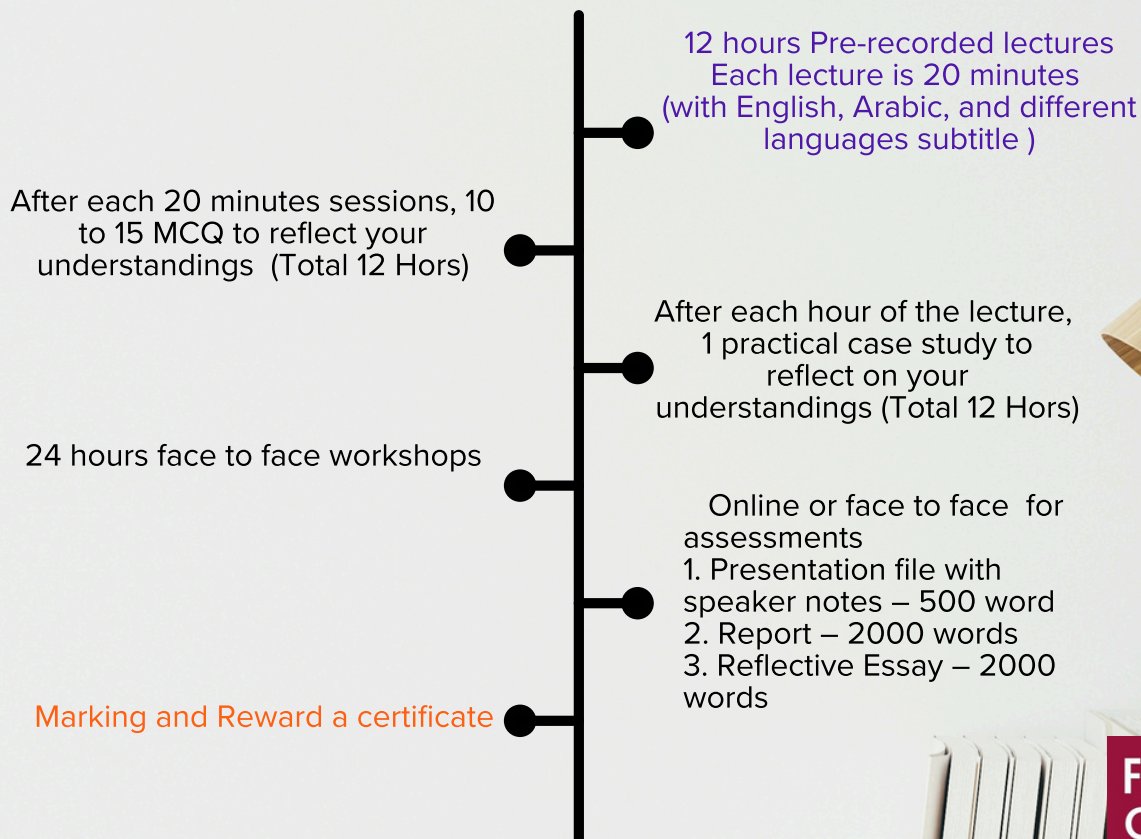 12 hours Pre-recorded lectures
Each lecture is 20 minutes
(with English, Arabic, and different
languages subtitle )
After each 20 minutes sessions, 10
to 15 MCQ to reflect your
understandings  (Total 12 Hors)
After each hour of the lecture,
1 practical case study to
reflect on your
understandings (Total 12 Hors)
24 hours face to face workshops
Online or face to face  for
assessments
1. Presentation file with
speaker notes – 500 word
2. Report – 2000 words
3. Reflective Essay – 2000
words
Marking and Reward a certificate